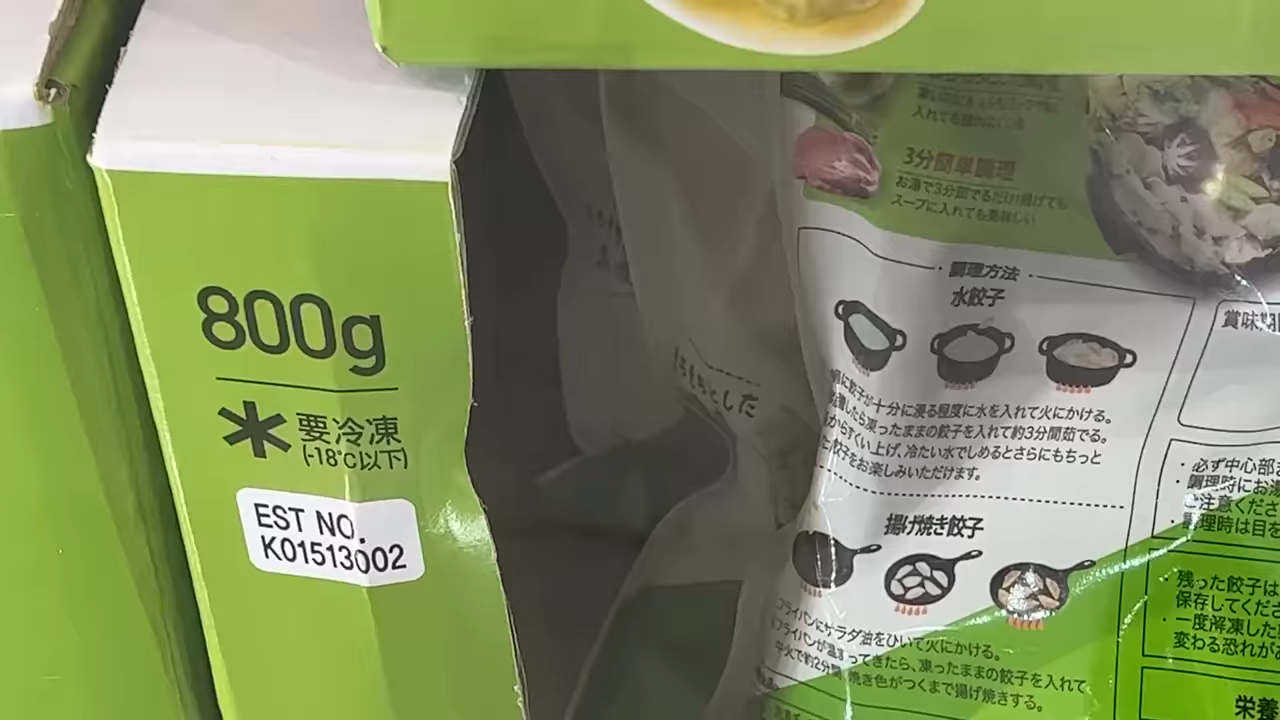 800g
要冷凍
(-18℃以下)
EST NO.
K01513002
もちもちとした
入れても
3分簡単調理
お湯で3分茹でるだけ!揚げても
スープに入れても美味しい
調理方法
水餃子
に餃子が十分に浸る程度に水を入れて火にかける。
したら凍ったままの餃子を入れて約3分間茹でる。
からすくい上げ、冷たい水でしめるとさらにもちっと
餃子をお楽しみいただけます。
揚げ焼き餃子
フライパンにサラダ油をひいて火にかける。
フライパンが温まってきたら、凍ったままの餃子を入れて
中火で約2分間、焼き色がつくまで揚げ焼きする。
賞味期
・必ず中心部
・調理時にお湯
ご注意くださ
・調理時は目を
・残った餃子は
保存してくださ
・一度解凍した
変わる恐れがあ
栄養